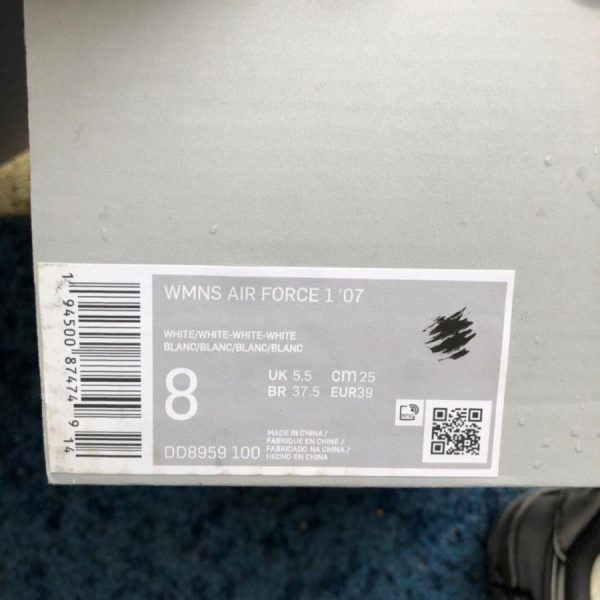 WMNS AIR FORCE 1 '07
WHITE/WHITE-WHITE-WHITE
BLANC/BLANC/BLANC/BLANC
8
UK 5.5 cm 25
BR 37.5 EUR39
DD8959 100
MADE IN CHINA /
FABRIQUE EN CHINE /
FABRICADO NA CHINA /
HECHO EN CHINA
RFID
1 94500 87474 9 14